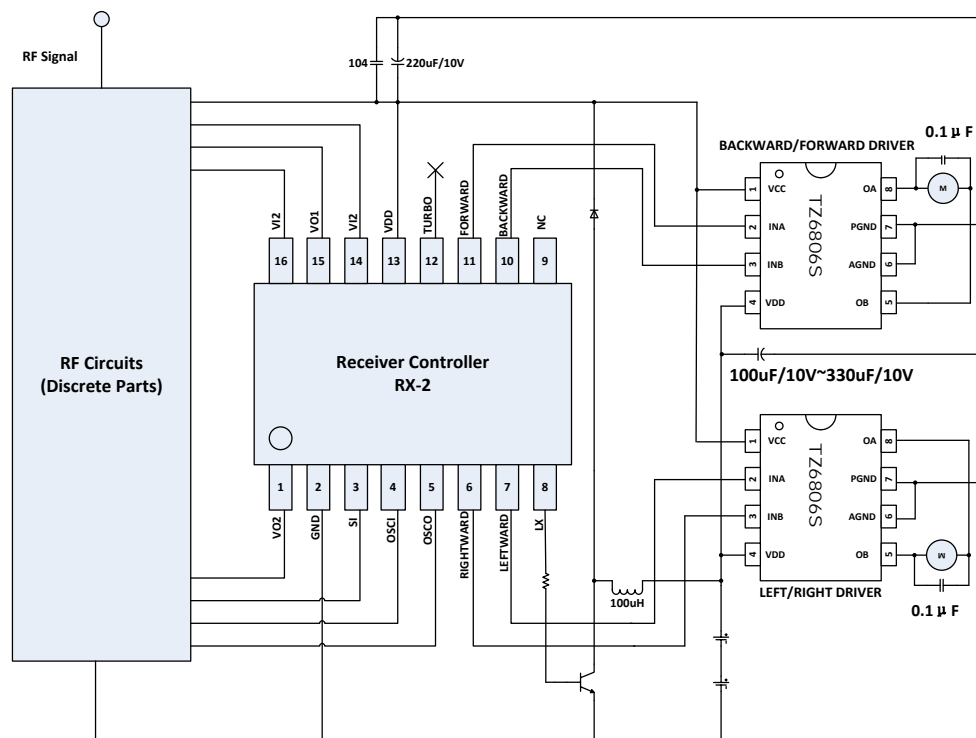 RF Signal
104
220uF/10V
0.1μF
BACKWARD/FORWARD DRIVER
VI2
VO1
VI2
VDD
TURBO
FORWARD
BACKWARD
NC
16
15
14
13
12
11
10
9
1
VCC
OA
8
M
2
INA
PGND
7
TZ6806S
3
INB
AGND
6
4
VDD
OB
5
RF Circuits
(Discrete Parts)
Receiver Controller
RX-2
100uF/10V~330uF/10V
1
VCC
OA
8
2
INA
PGND
7
TZ6806S
3
INB
AGND
6
4
VDD
OB
5
M
1
2
3
4
5
6
7
8
VO2
GND
SI
OSCI
OSCO
RIGHTWARD
LEFTWARD
LX
100uH
LEFT/RIGHT DRIVER
0.1μF